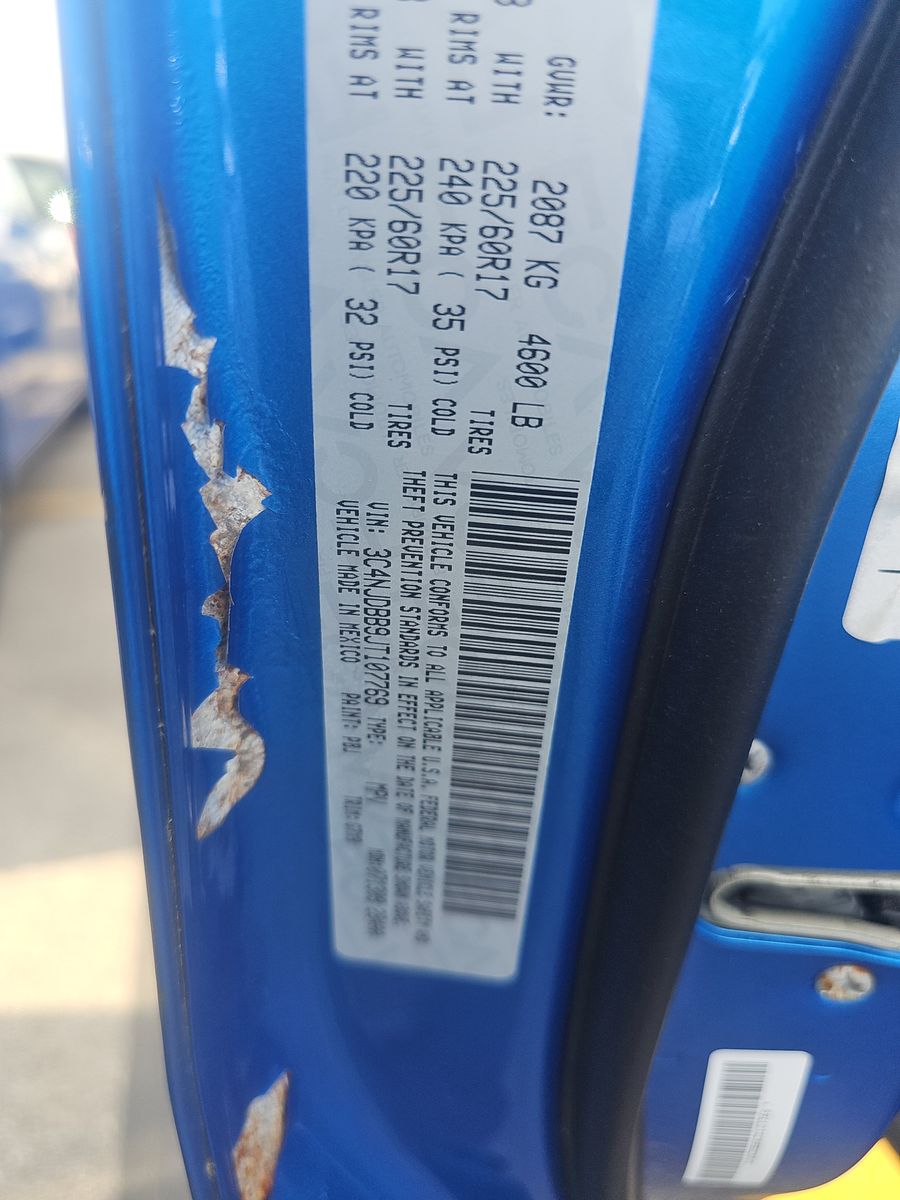 GVWR: 2087 KG 4600 LB
WITH 225/60R17 TIRES
RIMS AT 240 KPA ( 35 PSI) COLD
WITH 225/60R17 TIRES
RIMS AT 220 KPA ( 32 PSI) COLD
THIS VEHICLE CONFORMS TO ALL APPLICABLE U.S.A. FEDERAL MOTOR VEHICLE SAFETY AND
THEFT PREVENTION STANDARDS IN EFFECT ON THE DATE OF MANUFACTURE SHOWN ABOVE.
VIN: 3C4NJDBB9JT107769 TYPE: MPV
VEHICLE MADE IN MEXICO PAINT: PBJ TRIM: